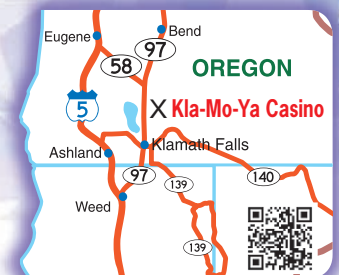 Eugene
Bend
97
58
OREGON
5
X Kla-Mo-Ya Casino
Klamath Falls
Ashland
97
139
140
Weed
139